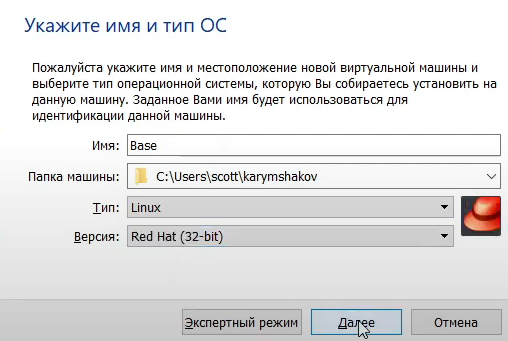 Укажите имя и тип ОС
Пожалуйста укажите имя и местоположение новой виртуальной машины и
выберите тип операционной системы, которую Вы собираетесь установить на
данную машину. Заданное Вами имя будет использоваться для
идентификации данной машины.
Имя: Base
Папка машины: C:\Users\scott\karymshakov
Тип: Linux
Версия: Red Hat (32-bit)
Экспертный режим Далее Отмена